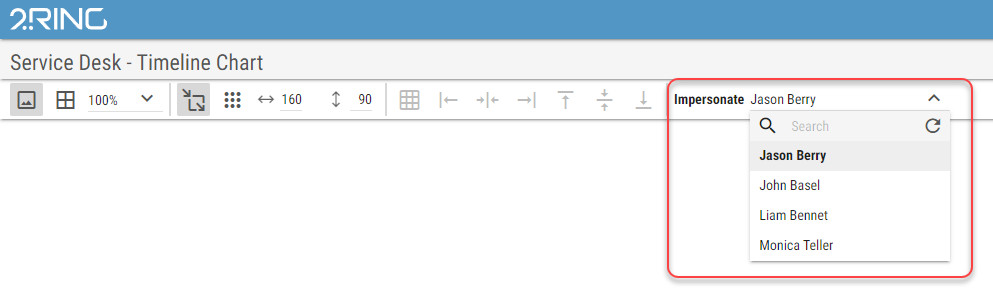 2RING
Service Desk - Timeline Chart
100% 160 90 Impersonate Jason Berry
Search
Jason Berry
John Basel
Liam Bennet
Monica Teller